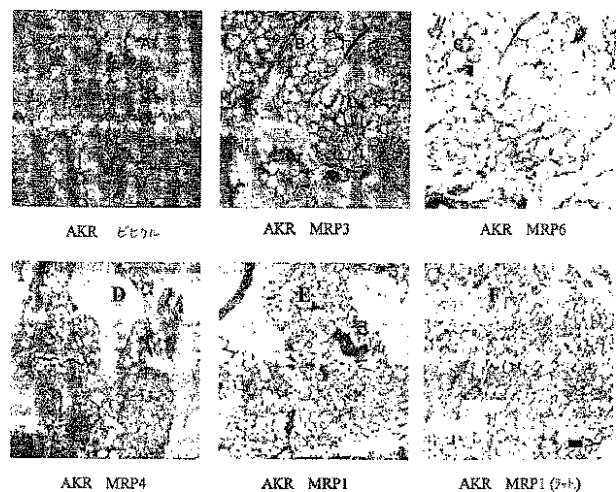 B
AKR ビヒクル
AKR MRP3
AKR MRP6
D
E
F
AKR MRP4
AKR MRP1
AKR MRP1 (ラット)